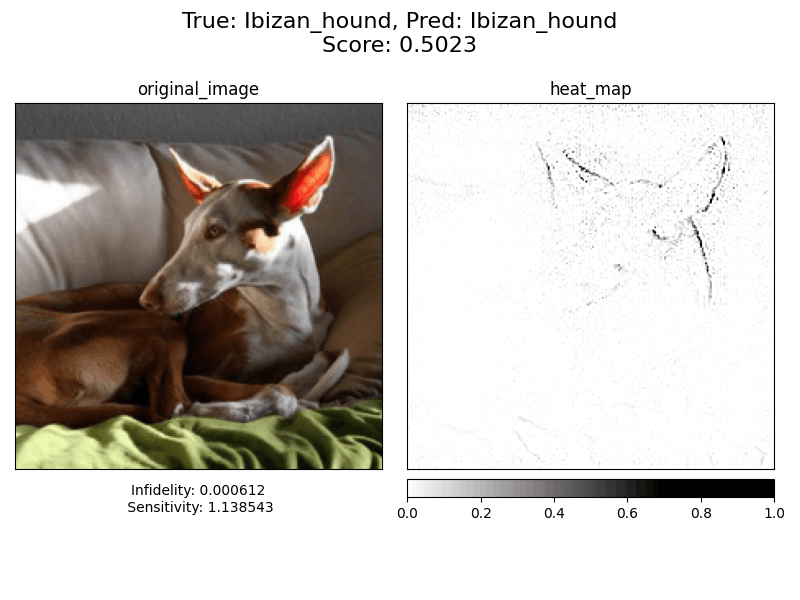 True: Ibizan_hound, Pred: Ibizan_hound
Score: 0.5023
original_image
heat_map
Infidelity: 0.000612
Sensitivity: 1.138543
0.0 0.2 0.4 0.6 0.8 1.0